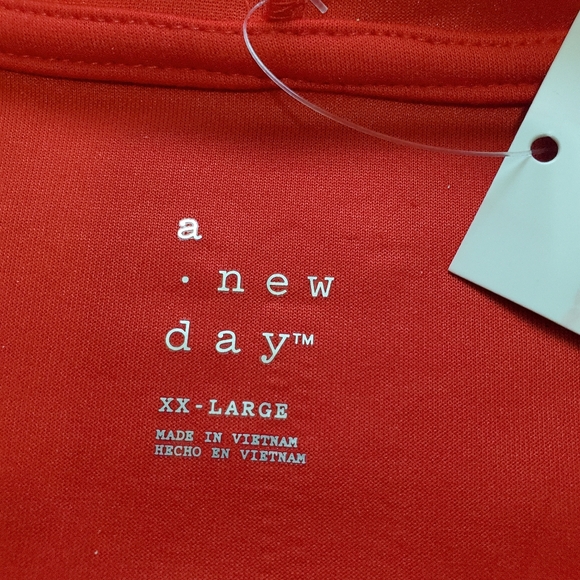 a
· new
day™
XX-LARGE
MADE IN VIETNAM
HECHO EN VIETNAM